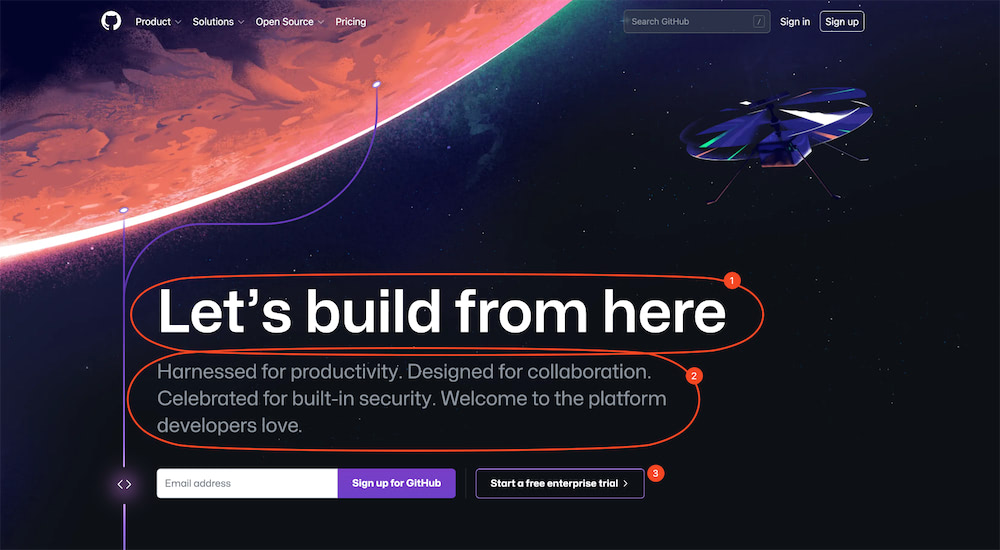 Product Solutions Open Source Pricing Search GitHub / Sign in Sign up
1
Let's build from here
2
Harnessed for productivity. Designed for collaboration.
Celebrated for built-in security. Welcome to the platform
developers love.
3
Email address Sign up for GitHub Start a free enterprise trial